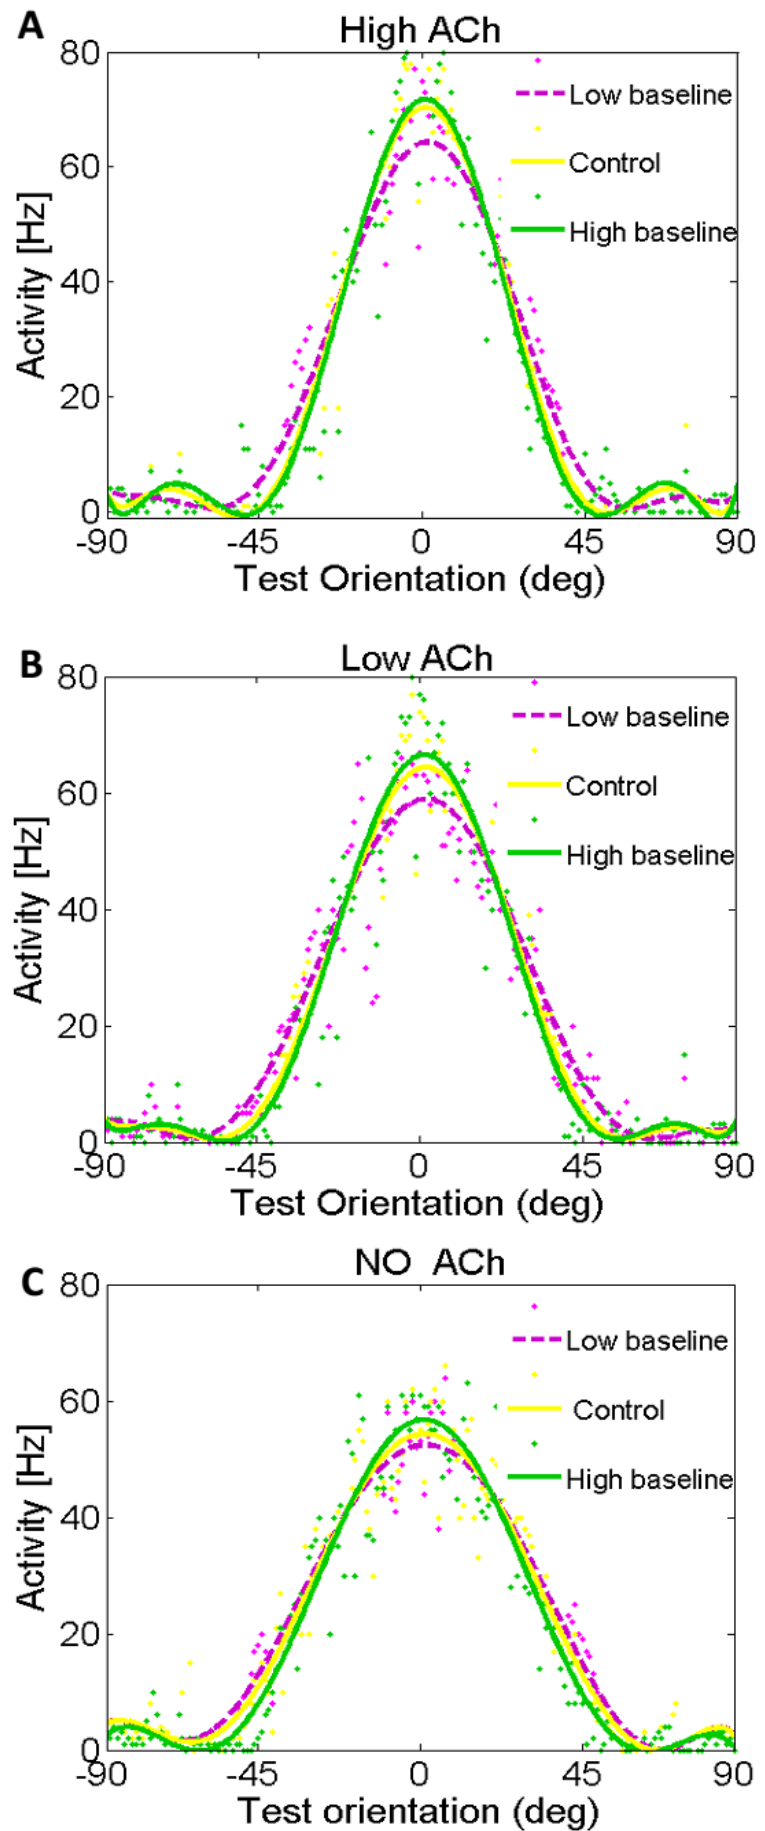 A
High ACh
80
60
40
20
0
Activity [Hz]
Low baseline
Control
High baseline
-90 -45 0 45 90
Test Orientation (deg)
B
Low ACh
80
60
40
20
0
Activity [Hz]
Low baseline
Control
High baseline
-90 -45 0 45 90
Test Orientation (deg)
C
NO ACh
80
60
40
20
0
Activity [Hz]
Low baseline
Control
High baseline
-90 -45 0 45 90
Test orientation (deg)